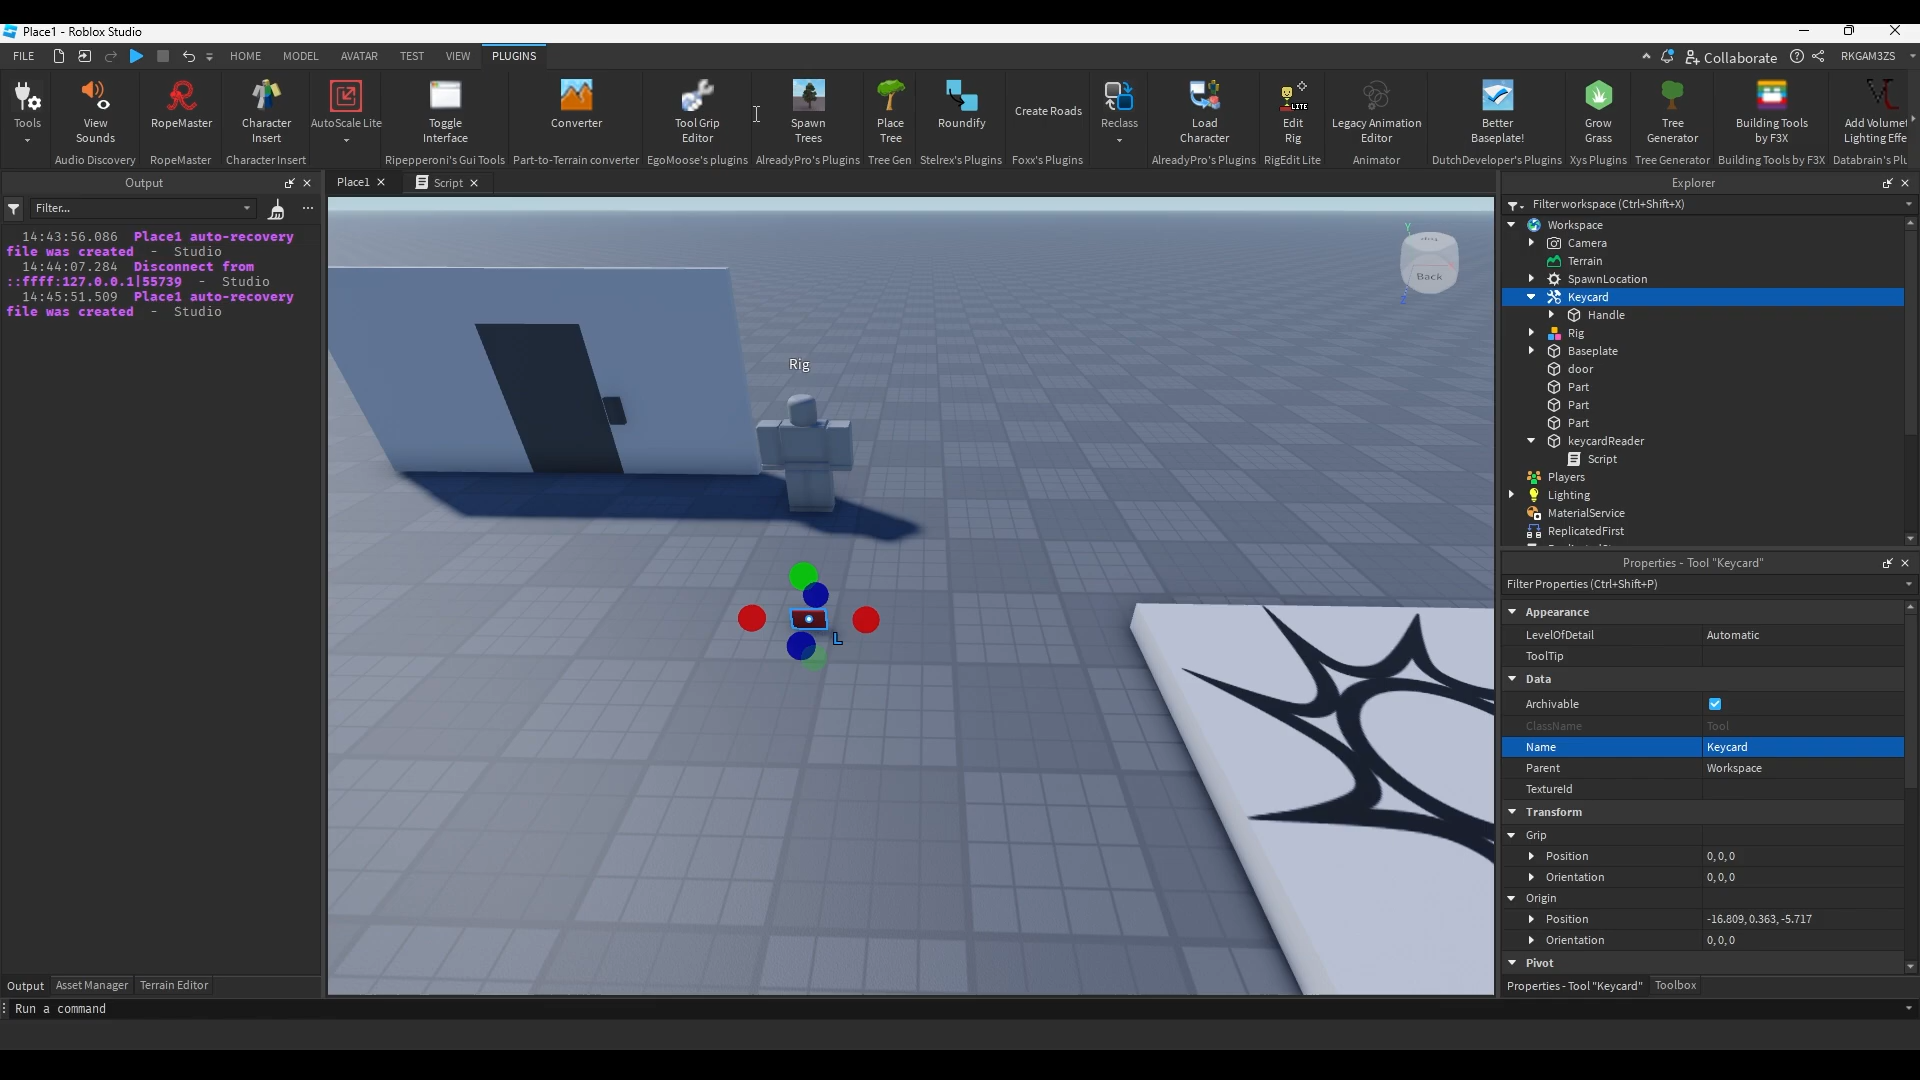 Place1 - Roblox Studio
FILE
HOME
MODEL
AVATAR
TEST
VIEW
PLUGINS
Collaborate
RKGAM3ZS
Tools
View
Sounds
RopeMaster
Character
Insert
AutoScale Lite
Toggle
Interface
Converter
Tool Grip
Editor
Spawn
Trees
Place
Tree
Roundify
Create Roads
Reclass
Load
Character
LITE
Edit
Rig
Legacy Animation
Editor
Better
Baseplate!
Grow
Grass
Tree
Generator
Building Tools
by F3X
Add Volume
Lighting Effe
Audio Discovery
RopeMaster
Character Insert
Ripepperoni's Gui Tools
Part-to-Terrain converter
EgoMoose's plugins
AlreadyPro's Plugins
Tree Gen
Stelrex's Plugins
Foxx's Plugins
AlreadyPro's Plugins
RigEdit Lite
Animator
DutchDeveloper's Plugins
Xys Plugins
Tree Generator
Building Tools by F3X
Databrain's Plu
Output
Filter...
14:43:56.086 Place1 auto-recovery
file was created - Studio
14:44:07.284 Disconnect from
::ffff:127.0.0.1|55739 - Studio
14:45:51.509 Place1 auto-recovery
file was created - Studio
Place1
Script
Rig
L
Y
Back
Z
Explorer
Filter workspace (Ctrl+Shift+X)
Workspace
Camera
Terrain
SpawnLocation
Keycard
Handle
Rig
Baseplate
door
Part
Part
Part
keycardReader
Script
Players
Lighting
MaterialService
ReplicatedFirst
Properties - Tool "Keycard"
Filter Properties (Ctrl+Shift+P)
Appearance
LevelOfDetail Automatic
ToolTip
Data
Archivable
ClassName Tool
Name Keycard
Parent Workspace
TextureId
Transform
Grip
Position 0, 0, 0
Orientation 0, 0, 0
Origin
Position -16.809, 0.363, -5.717
Orientation 0, 0, 0
Pivot
Output
Asset Manager
Terrain Editor
Properties - Tool "Keycard"
Toolbox
Run a command